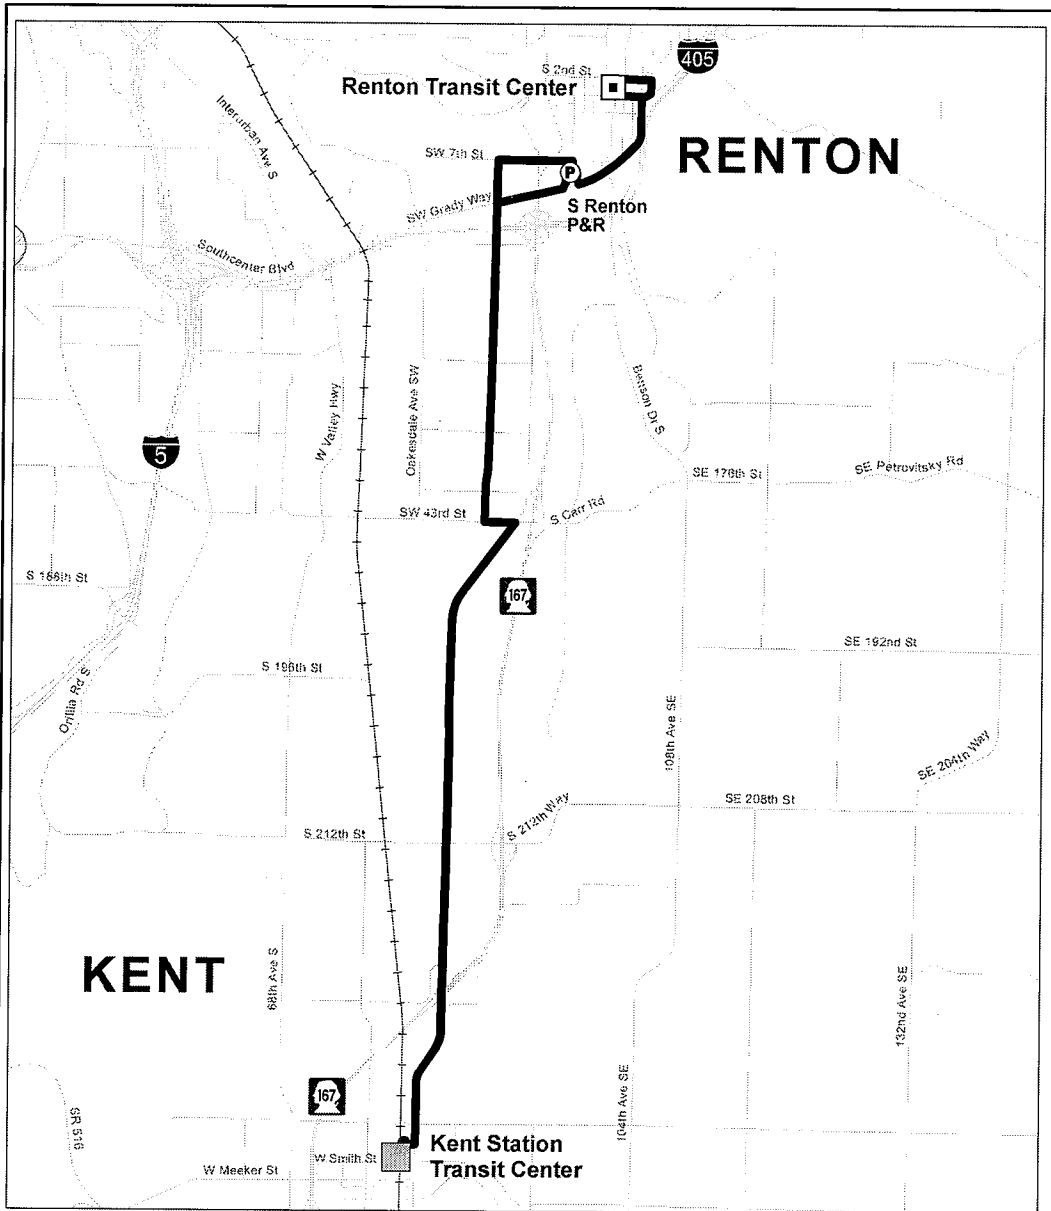 405
S 2nd St
Renton Transit Center
RENTON
Interurban Ave S
SW 7th St
P
SW Grady Way
S Renton
P&R
Southcenter Blvd
Oakesdale Ave SW
W Valley Hwy
Benson Dr S
5
SE 176th St
SE Petrovitsky Rd
SW 43rd St
S Carr Rd
S 188th St
167
SE 192nd St
S 196th St
Orillia Rd S
108th Ave SE
SE 204th Way
SE 208th St
S 212th Way
S 212th St
KENT
68th Ave S
132nd Ave SE
167
104th Ave SE
SR 516
Kent Station
Transit Center
W Smith St
W Meeker St